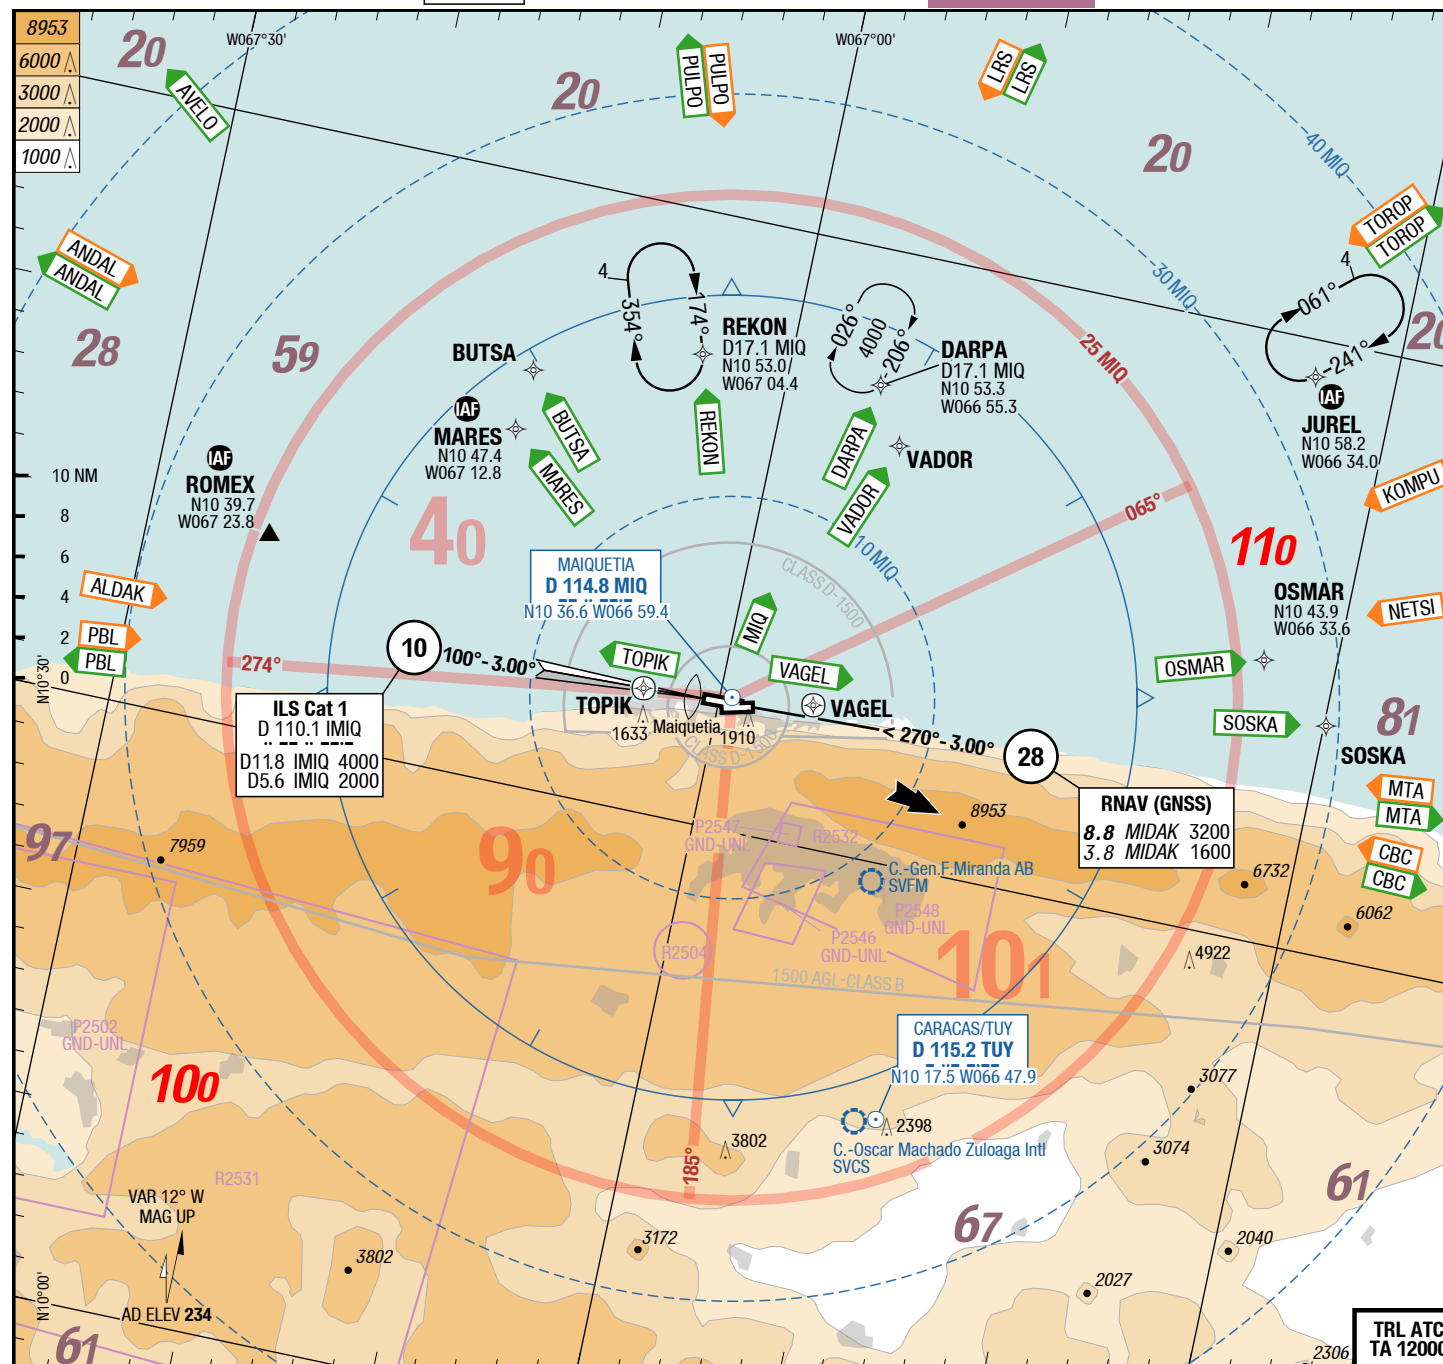 8953
6000
3000
2000
1000
20
W067°30'
20
W067°00'
20
AVELO
PULPO
PULPO
LRS
LRS
40 MIQ
TOROP
TOROP
ANDAL
ANDAL
30 MIQ
28
59
4
354°
174°
REKON
D17.1 MIQ
N10 53.0/
W067 04.4
026°
4000
206°
DARPA
D17.1 MIQ
N10 53.3
W066 55.3
25 MIQ
4
061°
241°
20
IAF
JUREL
N10 58.2
W066 34.0
BUTSA
IAF
MARES
N10 47.4
W067 12.8
BUTSA
MARES
REKON
DARPA
VADOR
VADOR
IAF
ROMEX
N10 39.7
W067 23.8
10 NM
8
6
4
2
0
N10°30'
40
10 MIQ
065°
KOMPU
110
CLASS D-1500
MAIQUETIA
D 114.8 MIQ
N10 36.6 W066 59.4
ALDAK
PBL
PBL
OSMAR
N10 43.9
W066 33.6
NETSI
MIQ
10
100°- 3.00°
274°
TOPIK
VAGEL
OSMAR
TOPIK
VAGEL
SOSKA
81
SOSKA
1633
Maiquetia
1910
CLASS D-1500
< 270°- 3.00°
28
ILS Cat 1
D 110.1 IMIQ
D11.8 IMIQ 4000
D5.6 IMIQ 2000
MTA
MTA
RNAV (GNSS)
8.8 MIDAK 3200
3.8 MIDAK 1600
8953
97
7959
90
P2547
GND-UNL
R2532
C.-Gen.F.Miranda AB
SVFM
CBC
CBC
6732
6062
P2548
GND-UNL
P2546
GND-UNL
R2504
101
4922
1500 AGL-CLASS B
P2502
GND-UNL
100
CARACAS/TUY
D 115.2 TUY
N10 17.5 W066 47.9
3077
2398
3802
C.-Oscar Machado Zuloaga Intl
SVCS
3074
185°
R2531
61
VAR 12° W
MAG UP
67
3172
3802
2040
2027
N10°00'
AD ELEV 234
61
TRL ATC
TA 12000
2306